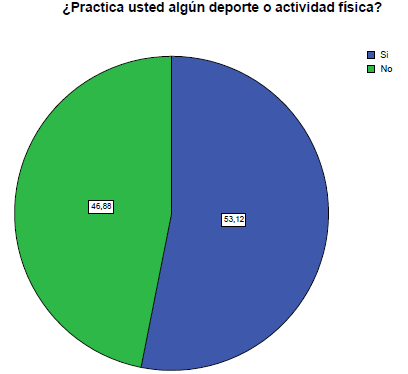 ¿Practica usted algún deporte o actividad física?
Si
No
46,88
53,12